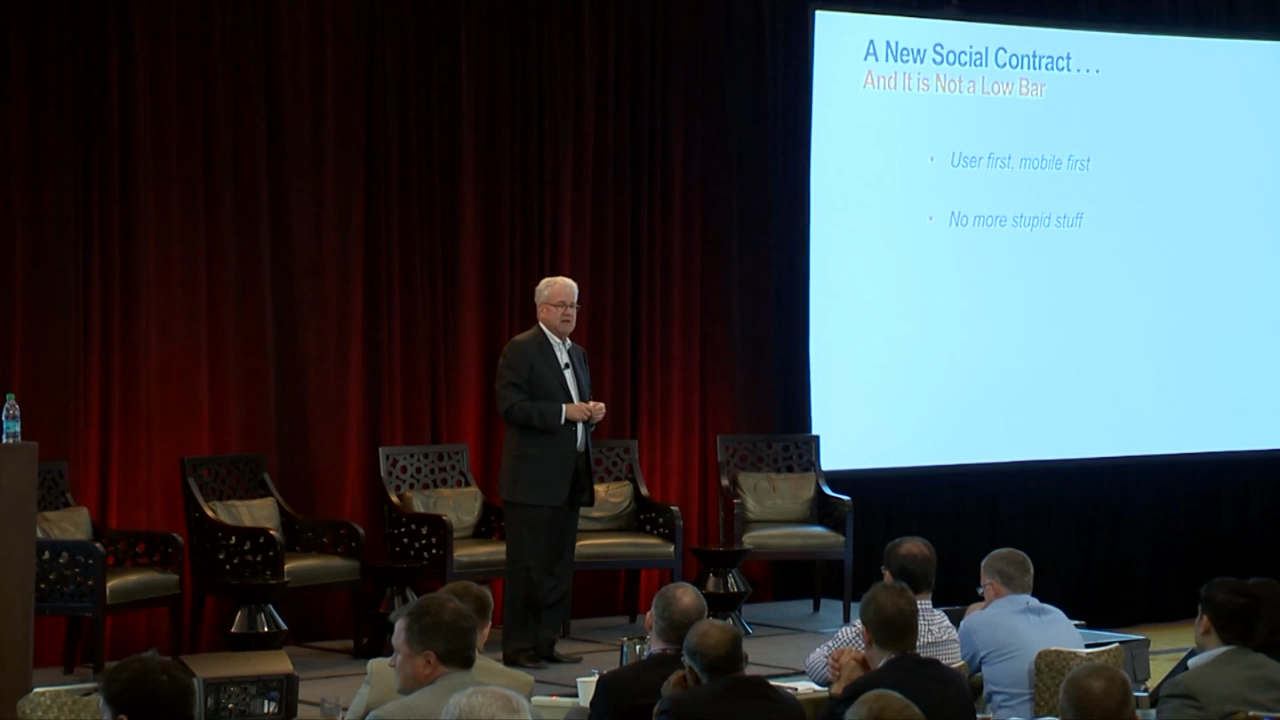 A New Social Contract . . .
And It is Not a Low Bar
• User first, mobile first
• No more stupid stuff